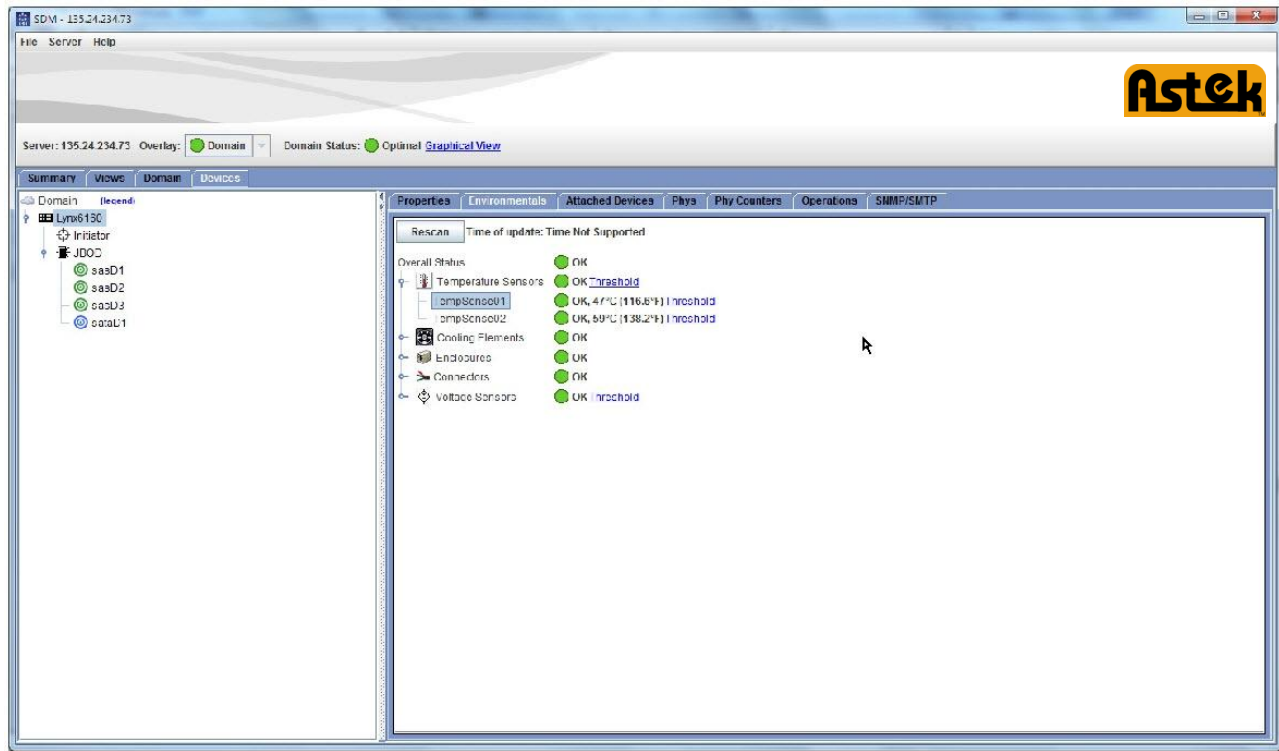 SDM - 135.24.234.73
File Server Help
Astek
Server: 135.24.234.73 Overlay: Domain Domain Status: Optimal Graphical View
Summary Views Domain Devices
Domain (legend)
Lynx6160
Initiator
JBOD
sasD1
sasD2
sasD3
sataD1
Properties Environmentals Attached Devices Phys Phy Counters Operations SNMP/SMTP
Rescan Time of update: Time Not Supported
Overall Status OK
Temperature Sensors OK Threshold
TempSense01 OK, 47°C (116.6°F) Threshold
TempSense02 OK, 59°C (138.2°F) Threshold
Cooling Elements OK
Enclosures OK
Connectors OK
Voltage Sensors OK Threshold